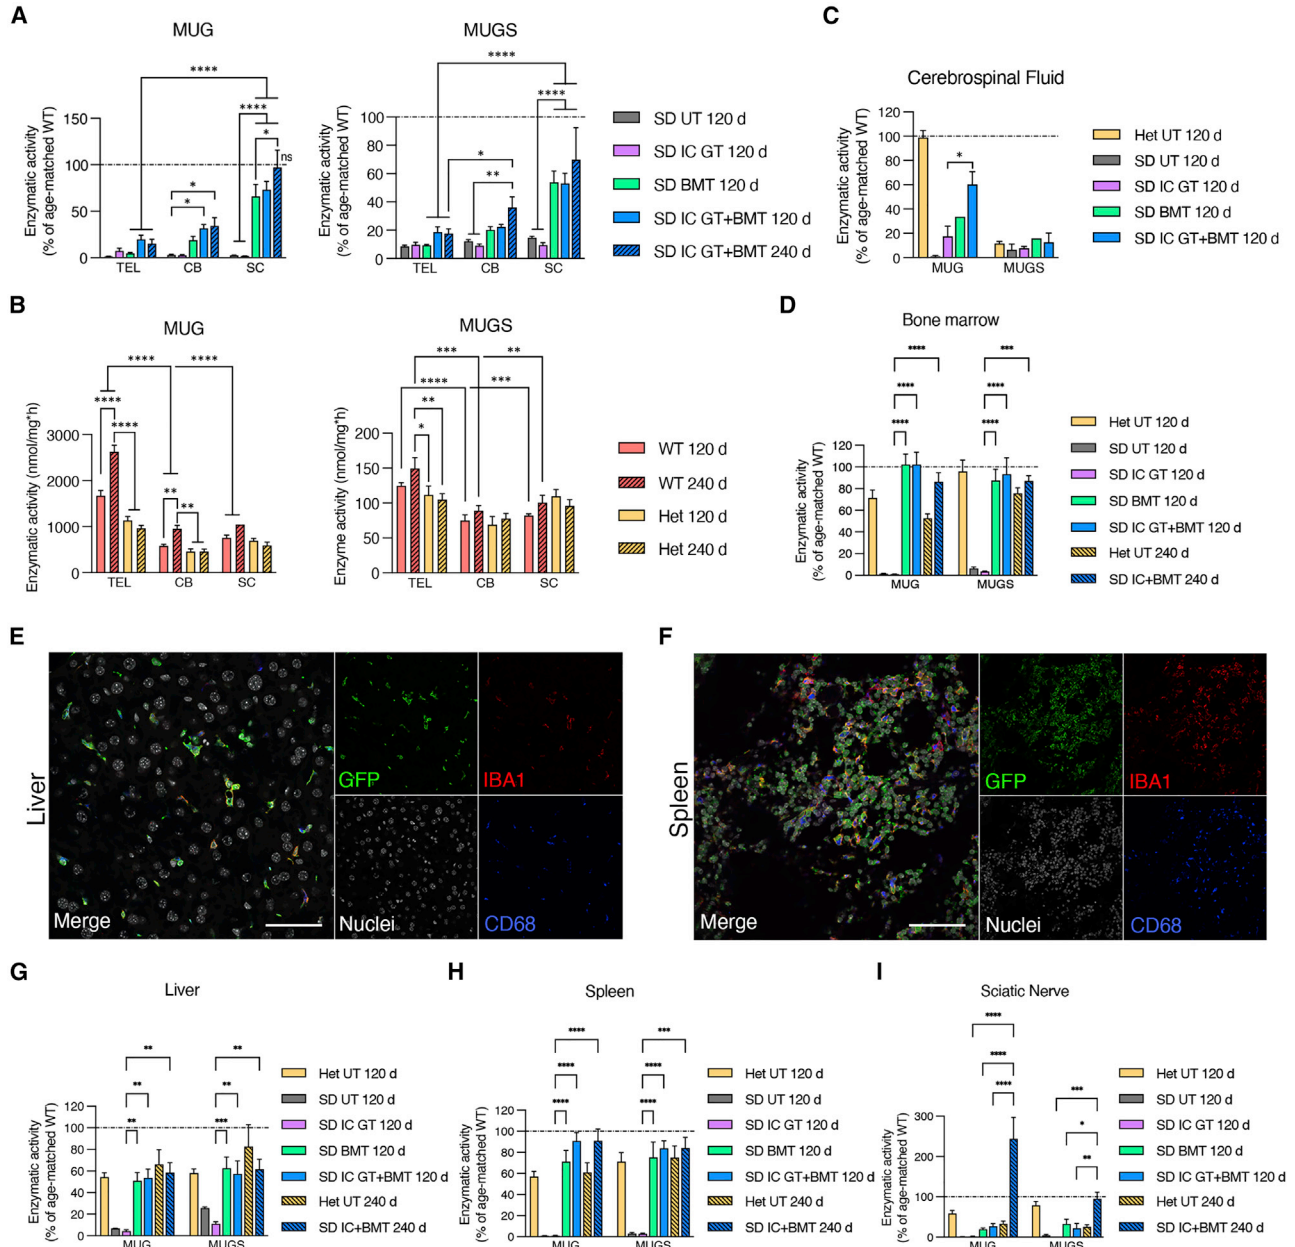 A
MUG
Enzymatic activity
(% of age-matched WT)
150
100
50
0
TEL
CB
SC
****
****
*
ns
*
*
MUGS
Enzymatic activity
(% of age-matched WT)
100
80
60
40
20
0
TEL
CB
SC
****
****
*
**
SD UT 120 d
SD IC GT 120 d
SD BMT 120 d
SD IC GT+BMT 120 d
SD IC GT+BMT 240 d
C
Cerebrospinal Fluid
Enzymatic activity
(% of age-matched WT)
120
100
80
60
40
20
0
MUG
MUGS
*
Het UT 120 d
SD UT 120 d
SD IC GT 120 d
SD BMT 120 d
SD IC GT+BMT 120 d
B
MUG
Enzymatic activity (nmol/mg*h)
3000
2000
1000
0
TEL
CB
SC
****
****
****
****
**
**
MUGS
Enzyme activity (nmol/mg*h)
200
150
100
50
0
TEL
CB
SC
***
**
****
***
**
*
WT 120 d
WT 240 d
Het 120 d
Het 240 d
D
Bone marrow
Enzymatic activity
(% of age-matched WT)
120
100
80
60
40
20
0
MUG
MUGS
****
***
****
****
****
****
Het UT 120 d
SD UT 120 d
SD IC GT 120 d
SD BMT 120 d
SD IC GT+BMT 120 d
Het UT 240 d
SD IC+BMT 240 d
E
Liver
Merge
GFP
IBA1
Nuclei
CD68
F
Spleen
Merge
GFP
IBA1
Nuclei
CD68
G
Liver
Enzymatic activity
(% of age-matched WT)
120
100
80
60
40
20
0
MUG
MUGS
**
**
**
**
**
***
Het UT 120 d
SD UT 120 d
SD IC GT 120 d
SD BMT 120 d
SD IC GT+BMT 120 d
Het UT 240 d
SD IC+BMT 240 d
H
Spleen
Enzymatic activity
(% of age-matched WT)
120
100
80
60
40
20
0
MUG
MUGS
****
***
****
****
****
****
Het UT 120 d
SD UT 120 d
SD IC GT 120 d
SD BMT 120 d
SD IC GT+BMT 120 d
Het UT 240 d
SD IC+BMT 240 d
I
Sciatic Nerve
Enzymatic activity
(% of age-matched WT)
300
200
100
0
MUG
MUGS
****
****
****
***
*
**
Het UT 120 d
SD UT 120 d
SD IC GT 120 d
SD BMT 120 d
SD IC GT+BMT 120 d
Het UT 240 d
SD IC+BMT 240 d